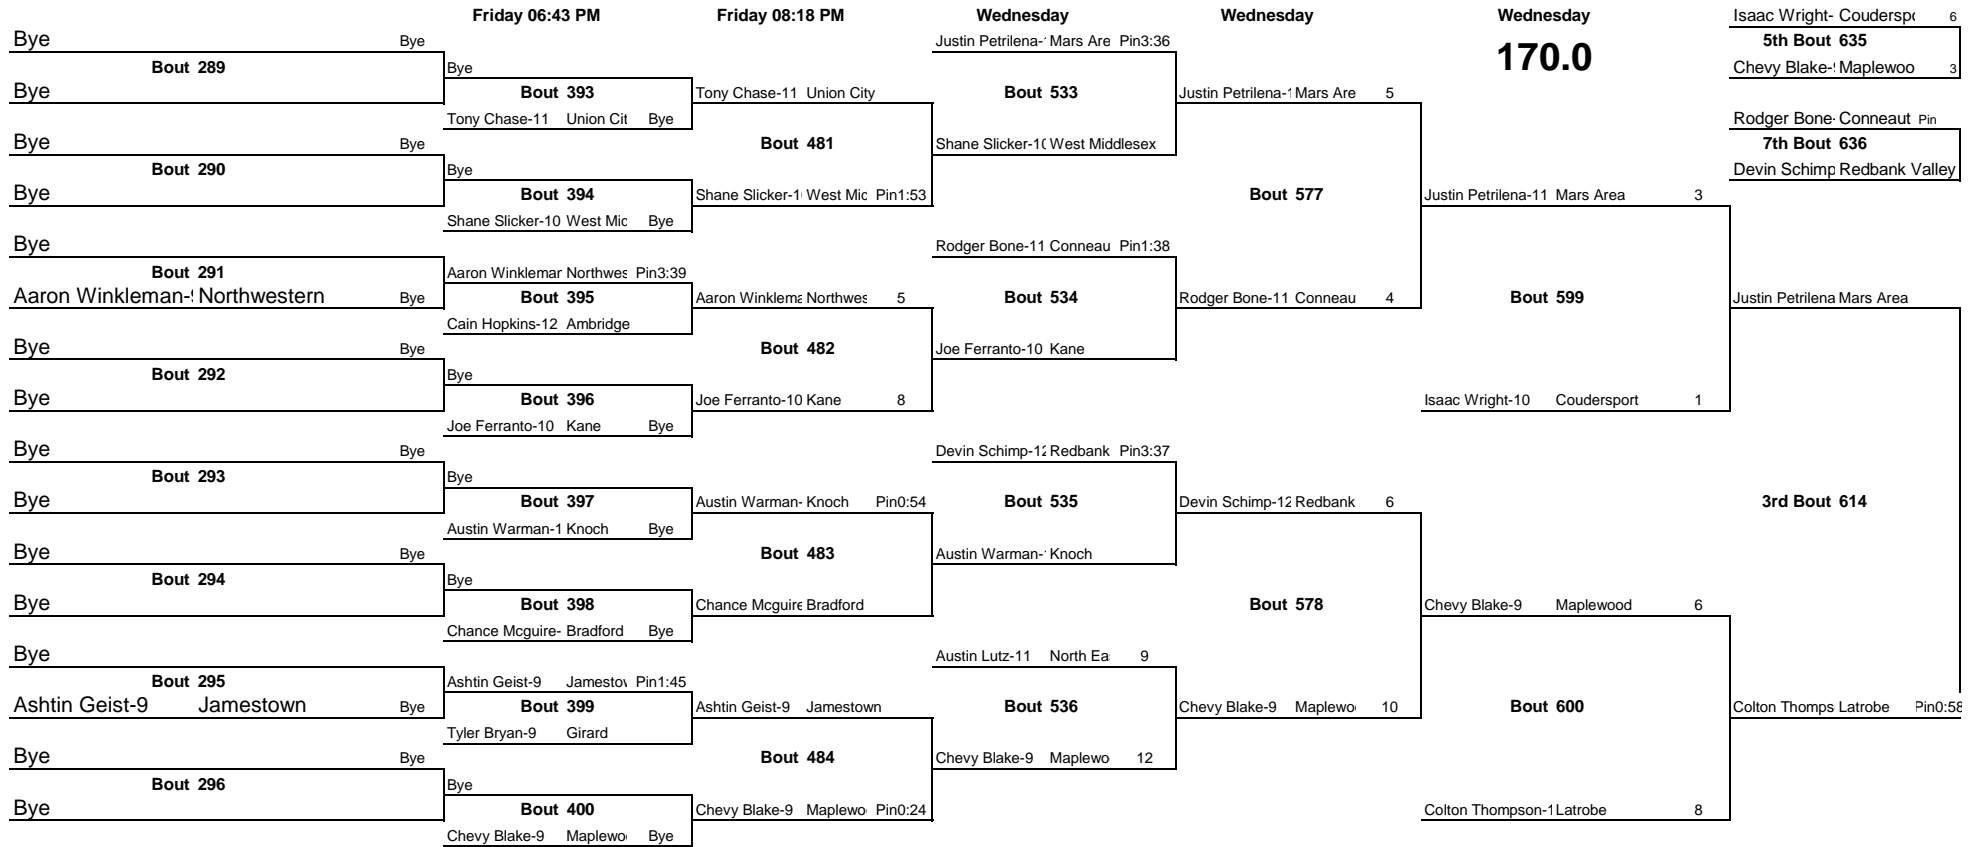 Friday 06:43 PM Friday 08:18 PM Wednesday Wednesday Wednesday
170.0
Bye Bye
Bout 289
Bye
Bye Bye
Bout 290
Bye
Bye
Bout 291
Aaron Winkleman-9 Northwestern Bye
Bye Bye
Bout 292
Bye
Bye Bye
Bout 293
Bye
Bye Bye
Bout 294
Bye
Bye
Bout 295
Ashtin Geist-9 Jamestown Bye
Bye Bye
Bout 296
Bye
Bye
Bout 393
Tony Chase-11 Union Cit Bye
Bye
Bout 394
Shane Slicker-10 West Mic Bye
Aaron Winklemar Northwes Pin3:39
Bout 395
Cain Hopkins-12 Ambridge
Bye
Bout 396
Joe Ferranto-10 Kane Bye
Bye
Bout 397
Austin Warman-1 Knoch Bye
Bye
Bout 398
Chance Mcguire- Bradford Bye
Ashtin Geist-9 Jamestov Pin1:45
Bout 399
Tyler Bryan-9 Girard
Bye
Bout 400
Chevy Blake-9 Maplewo Bye
Tony Chase-11 Union City
Bout 481
Shane Slicker-1 West Mic Pin1:53
Aaron Winklema Northwes 5
Bout 482
Joe Ferranto-10 Kane 8
Austin Warman- Knoch Pin0:54
Bout 483
Chance Mcguire Bradford
Ashtin Geist-9 Jamestown
Bout 484
Chevy Blake-9 Maplewo Pin0:24
Justin Petrilena- Mars Are Pin3:36
Bout 533
Shane Slicker-10 West Middlesex
Rodger Bone-11 Conneau Pin1:38
Bout 534
Joe Ferranto-10 Kane
Devin Schimp-12 Redbank Pin3:37
Bout 535
Austin Warman- Knoch
Austin Lutz-11 North Ea 9
Bout 536
Chevy Blake-9 Maplewo 12
Justin Petrilena-1 Mars Are 5
Bout 577
Rodger Bone-11 Conneau 4
Devin Schimp-12 Redbank 6
Bout 578
Chevy Blake-9 Maplewo 10
Justin Petrilena-11 Mars Area 3
Bout 599
Isaac Wright-10 Coudersport 1
Chevy Blake-9 Maplewood 6
Bout 600
Colton Thompson-1 Latrobe 8
Isaac Wright- Coudersp 6
5th Bout 635
Chevy Blake- Maplewoo 3
Rodger Bone- Conneaut Pin
7th Bout 636
Devin Schimp Redbank Valley
Justin Petrilena Mars Area
3rd Bout 614
Colton Thomps Latrobe Pin0:58